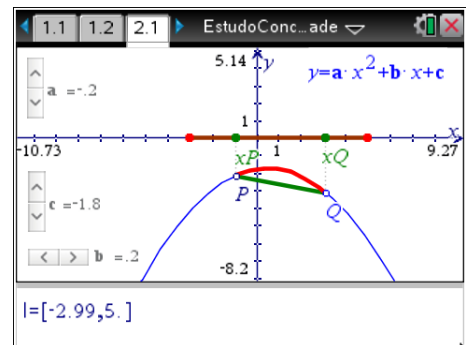 1.1 1.2 2.1 EstudoConc…ade
5.14 y y=a·x²+b·x+c
a =-.2
1
-10.73 xP 1 xQ x 9.27
P
c =-1.8 Q
b =.2
-8.2
I=[-2.99,5.]